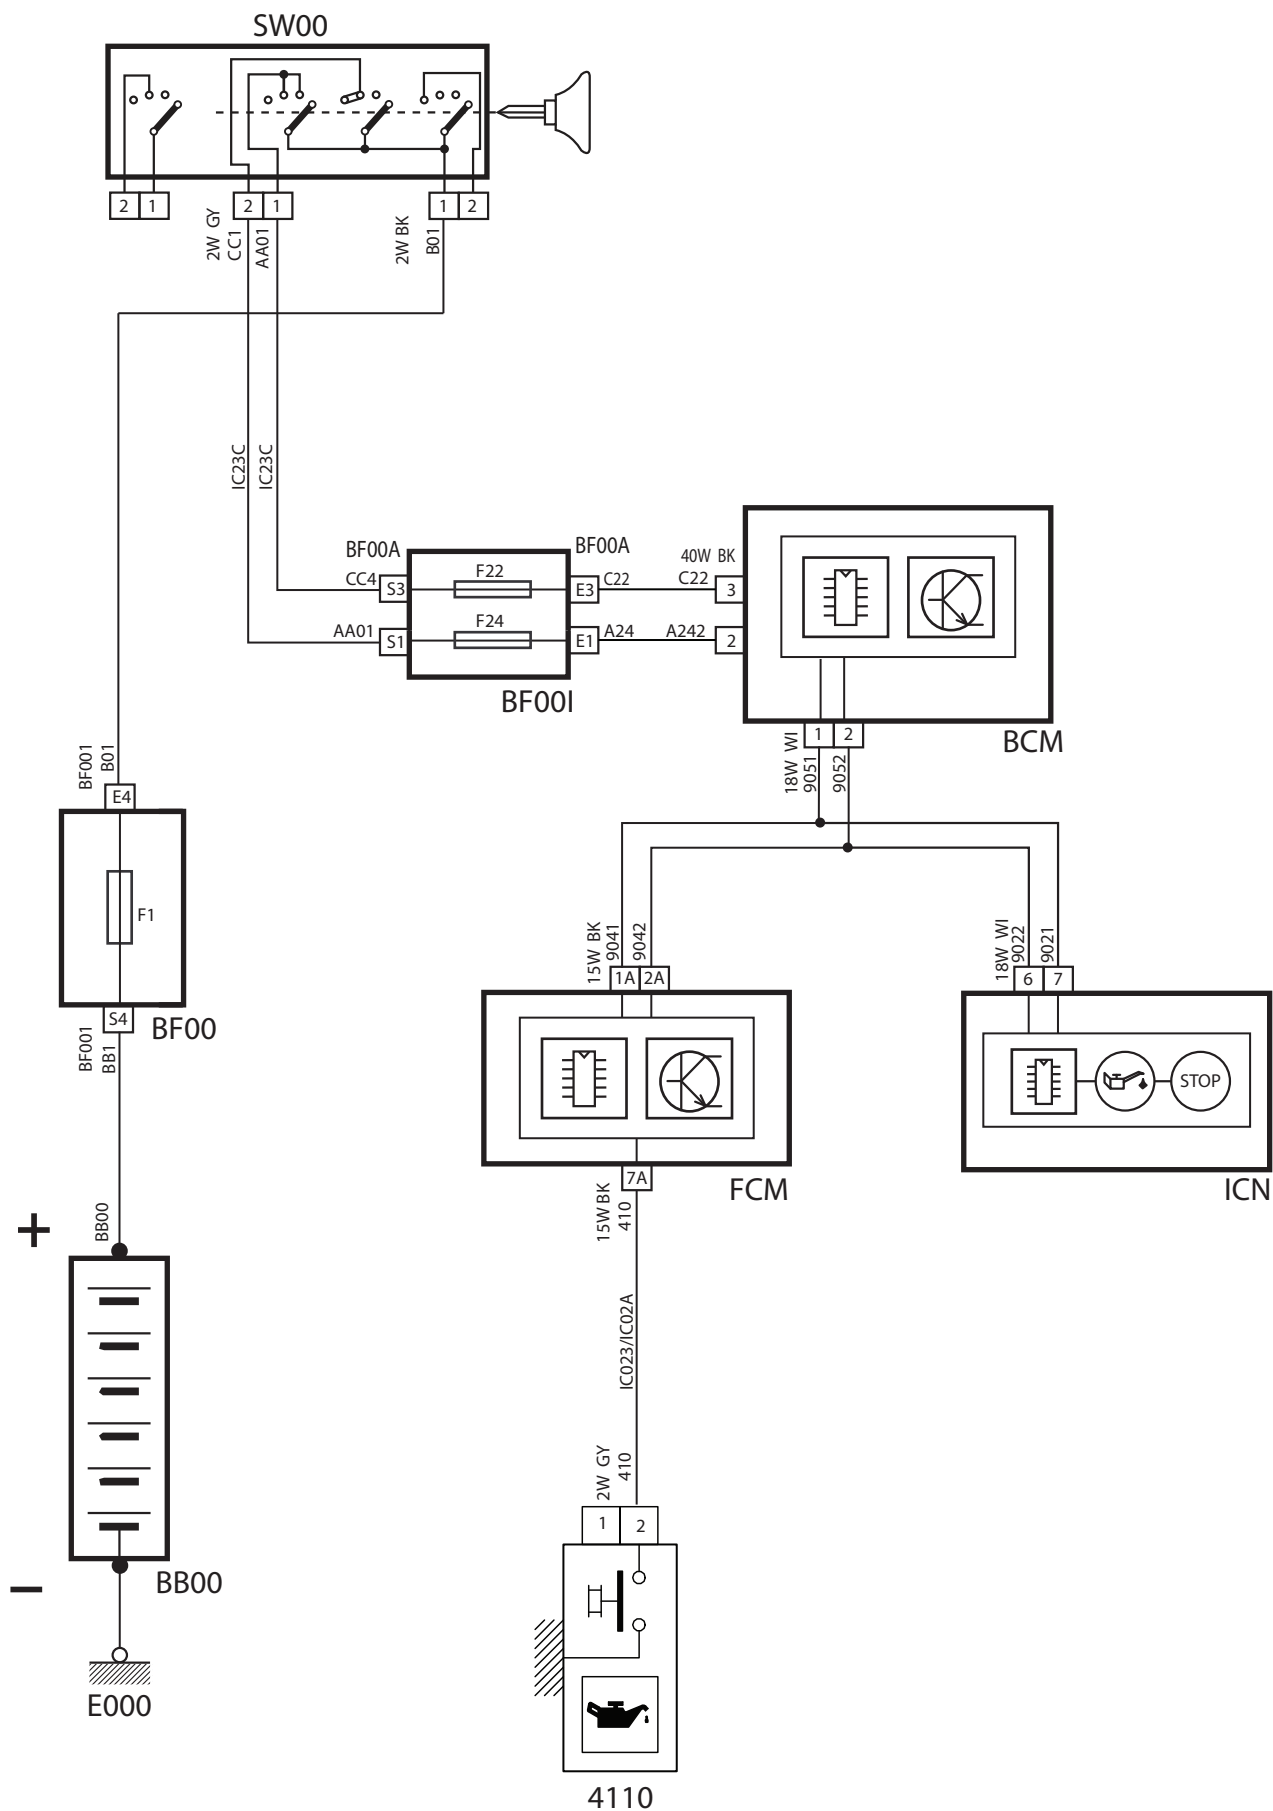 SW00
2 1
2 1
1 2
2W GY
CC1
AA01
2W BK
B01
IC23C
IC23C
BF00A
BF00A
40W BK
CC4
S3
F22
E3
C22
C22
3
AA01
S1
F24
E1
A24
A242
2
BF00I
BCM
1 2
18W WI
9051
9052
BF001
B01
E4
F1
S4
BF00
BF001
BB1
15W BK
9041
9042
1A 2A
18W WI
9022
9021
6 7
STOP
7A
FCM
ICN
15W BK
410
+
BB00
IC023/IC02A
2W GY
410
1 2
–
BB00
E000
4110